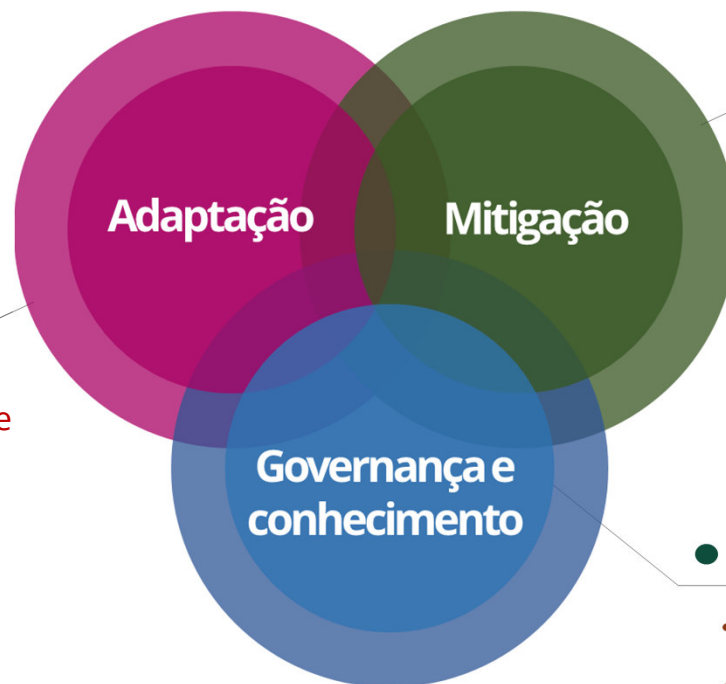 Adaptação
Mitigação
e
Governança e
conhecimento